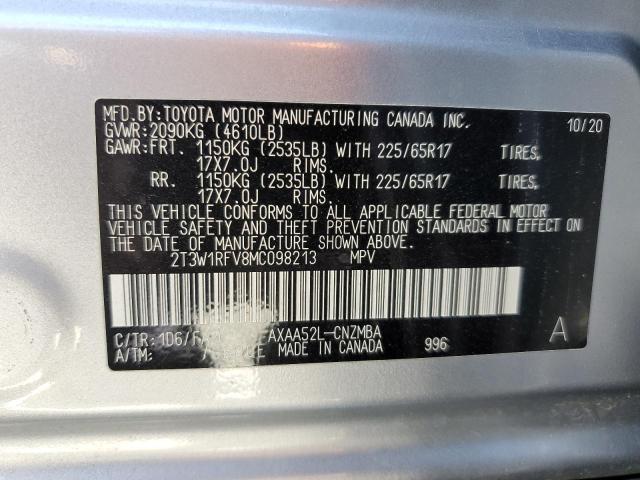 MFD.BY:TOYOTA MOTOR MANUFACTURING CANADA INC. 10/20
GVWR:2090KG (4610LB)
GAWR:FRT. 1150KG (2535LB) WITH 225/65R17 TIRES,
17X7.0J RIMS.
RR. 1150KG (2535LB) WITH 225/65R17 TIRES,
17X7.0J RIMS.
THIS VEHICLE CONFORMS TO ALL APPLICABLE FEDERAL MOTOR
VEHICLE SAFETY AND THEFT PREVENTION STANDARDS IN EFFECT
ON THE DATE OF MANUFACTURE SHOWN ABOVE.
2T3W1RFV8MC098213 MPV
C/TR:1D6/ AXAA52L-CNZMBA A
A/TM: MADE IN CANADA 996